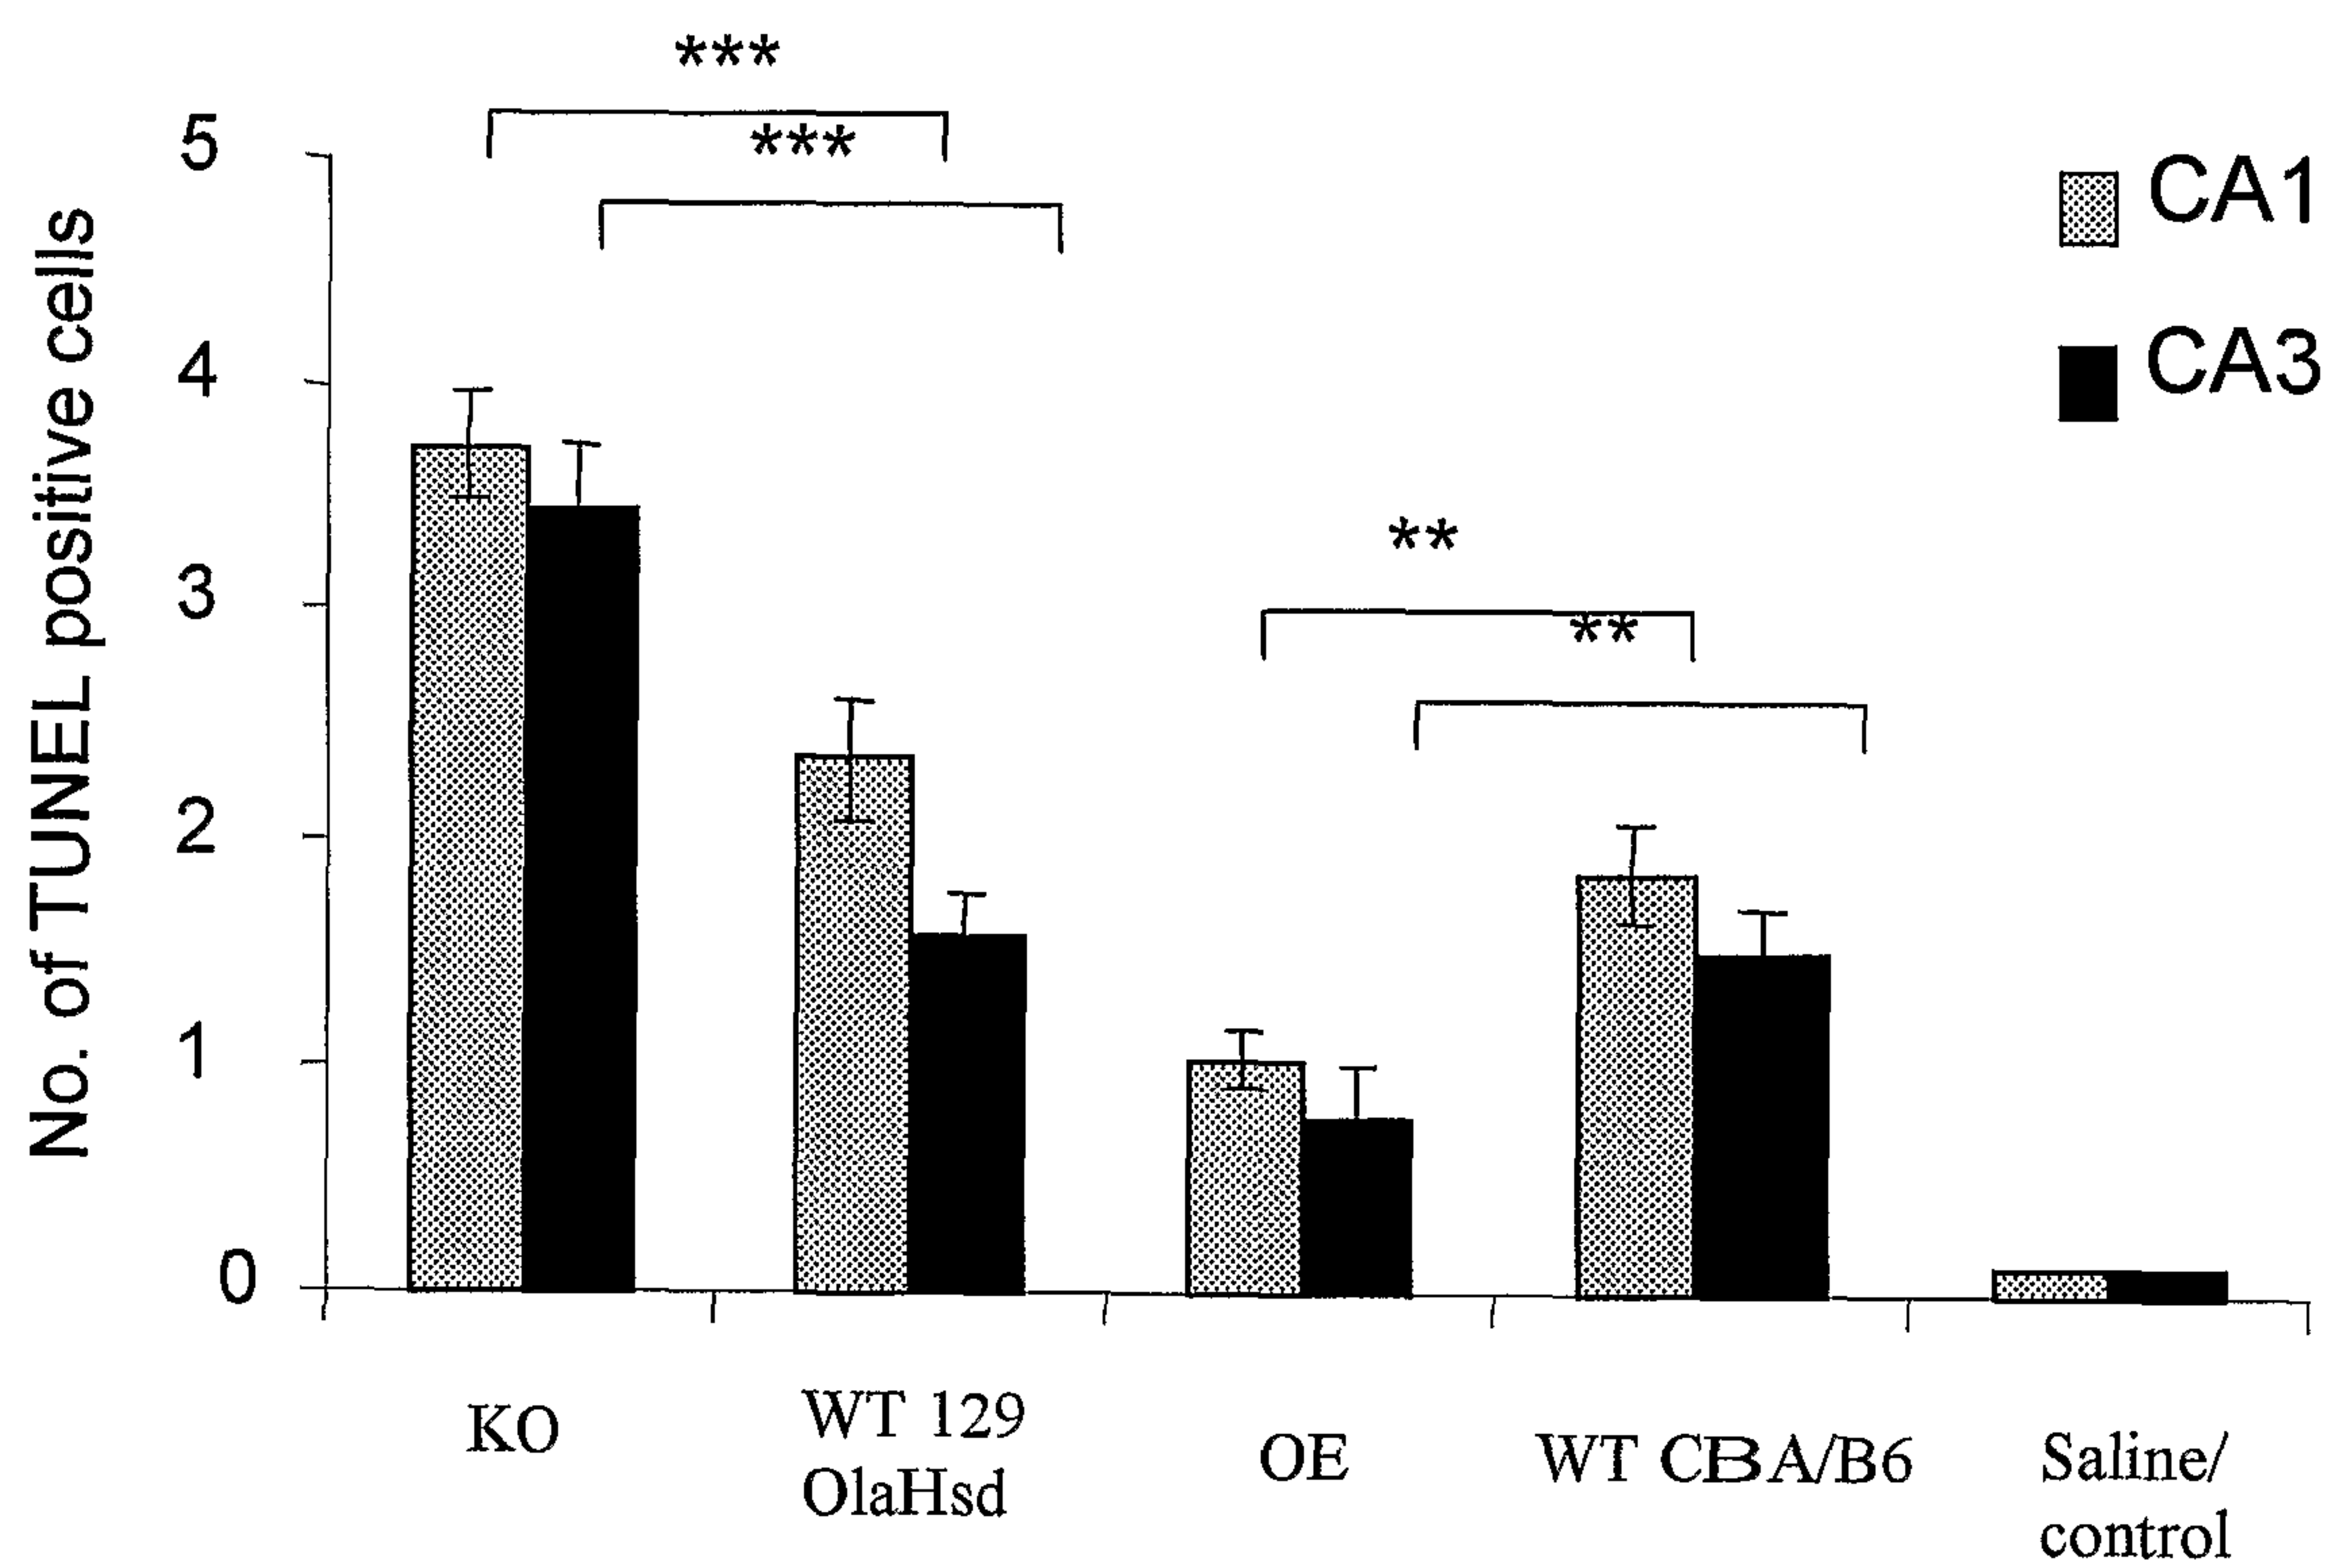 ***
***
5
4
3
2
1
0
No. of TUNEL positive cells
CA1
CA3
**
**
KO
WT 129
OlaHsd
OE
WT CBA/B6
Saline/
control